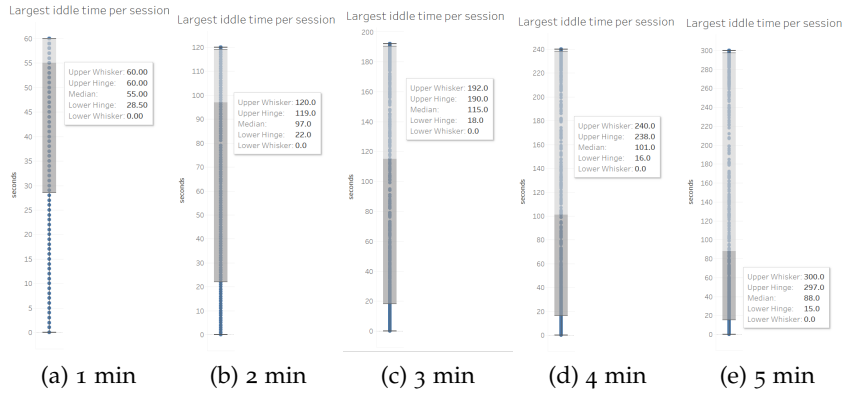 Largest iddle time per session
60
55
50
45
40
35
30
25
20
15
10
5
0
seconds
Upper Whisker: 60.00
Upper Hinge: 60.00
Median: 55.00
Lower Hinge: 28.50
Lower Whisker: 0.00
(a) 1 min
Largest iddle time per session
120
110
100
90
80
70
60
50
40
30
20
10
0
seconds
Upper Whisker: 120.0
Upper Hinge: 119.0
Median: 97.0
Lower Hinge: 22.0
Lower Whisker: 0.0
(b) 2 min
Largest iddle time per session
200
180
160
140
120
100
80
60
40
20
0
seconds
Upper Whisker: 192.0
Upper Hinge: 190.0
Median: 115.0
Lower Hinge: 18.0
Lower Whisker: 0.0
(c) 3 min
Largest iddle time per session
240
220
200
180
160
140
120
100
80
60
40
20
0
seconds
Upper Whisker: 240.0
Upper Hinge: 238.0
Median: 101.0
Lower Hinge: 16.0
Lower Whisker: 0.0
(d) 4 min
Largest iddle time per session
300
280
260
240
220
200
180
160
140
120
100
80
60
40
20
0
seconds
Upper Whisker: 300.0
Upper Hinge: 297.0
Median: 88.0
Lower Hinge: 15.0
Lower Whisker: 0.0
(e) 5 min